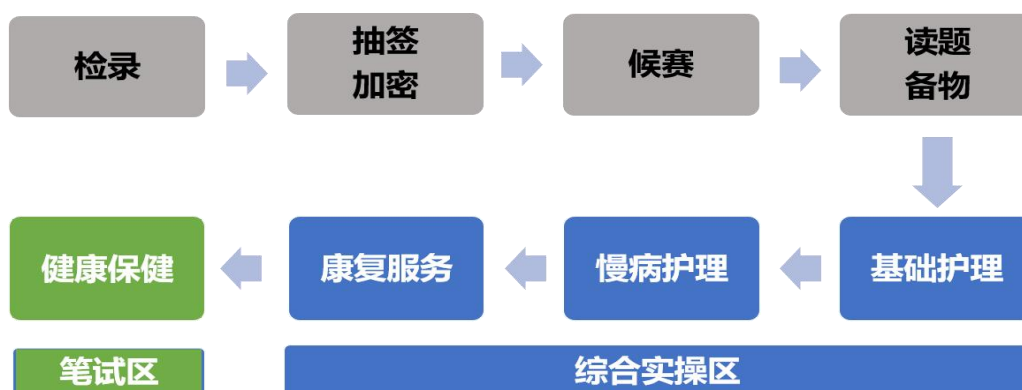 检录
抽签
加密
候赛
读题
备物
健康保健
康复服务
慢病护理
基础护理
笔试区
综合实操区